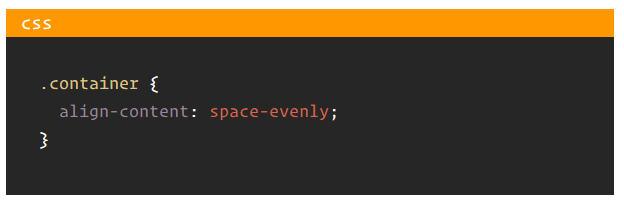 css
.container {
  align-content: space-evenly;
}